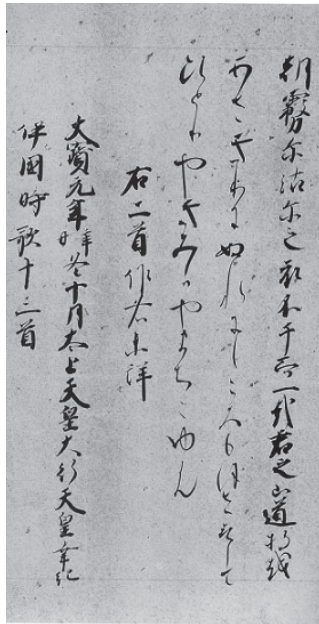 朝霧尓沾尓之衣不干而一哉君之山道将越
あさきりにぬれにしころもほさすして
ひとりやきみかやまちこゆらん
右二首作者未詳
大寶元年辛丑冬十月太上天皇大行天皇幸紀
伊國時歌十三首